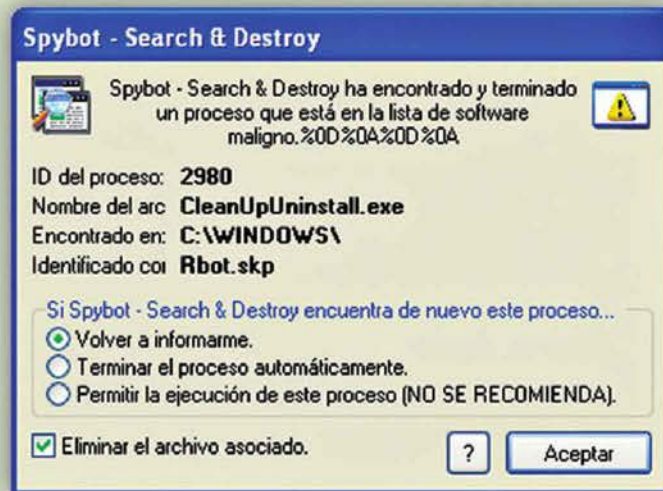 Spybot - Search & Destroy
Spybot - Search & Destroy ha encontrado y terminado
un proceso que está en la lista de software
maligno.%0D%0A%0D%0A
ID del proceso: 2980
Nombre del arc CleanUpUninstall.exe
Encontrado en: C:\WINDOWS\
Identificado coi Rbot.skp
Si Spybot - Search & Destroy encuentra de nuevo este proceso...
Volver a informarme.
Terminar el proceso automáticamente.
Permitir la ejecución de este proceso (NO SE RECOMIENDA).
Eliminar el archivo asociado.
?
Aceptar